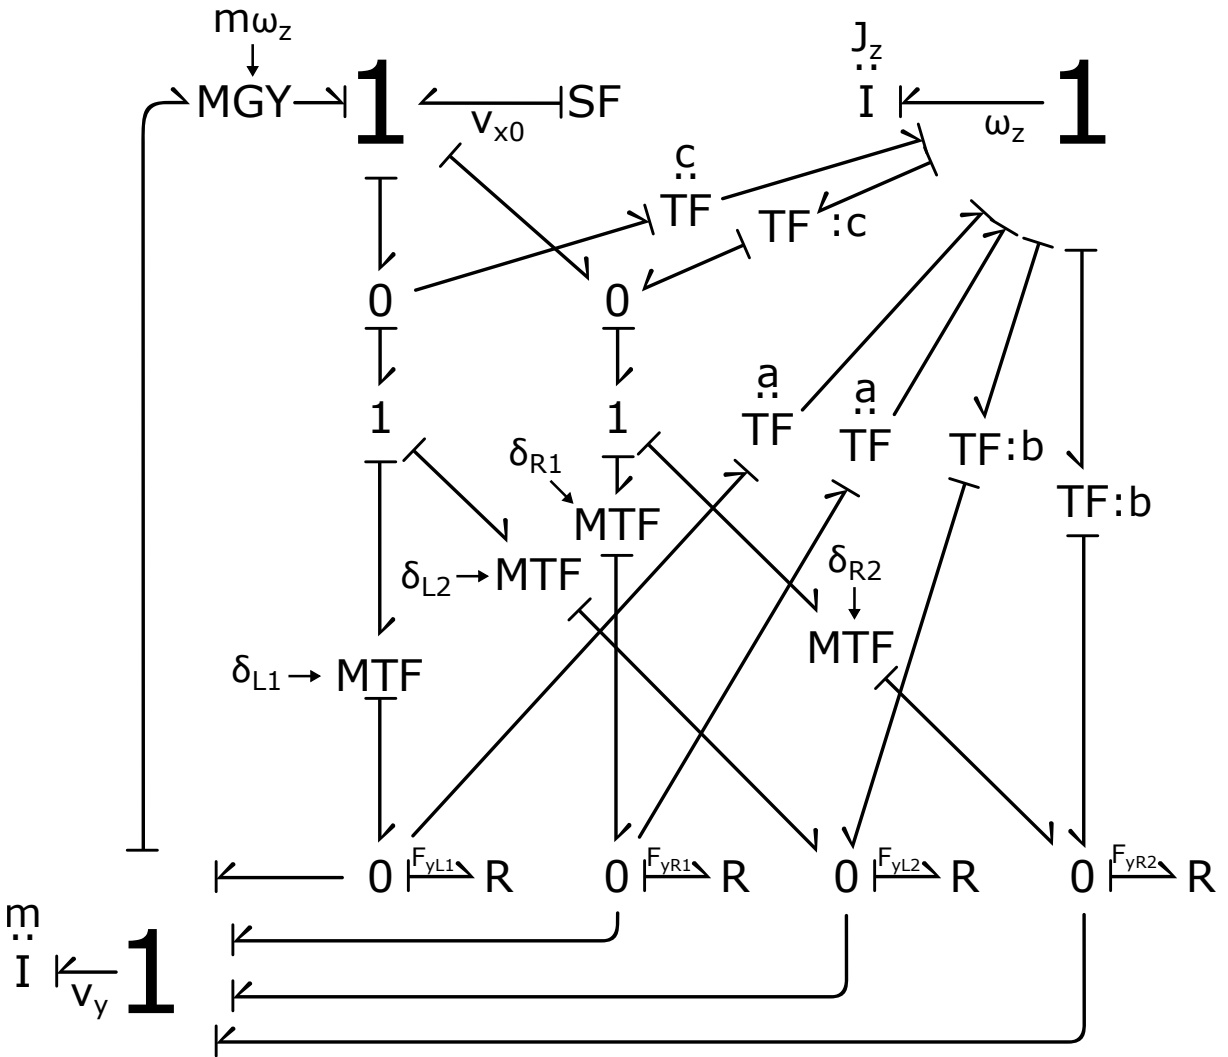 mω_z
J_z
MGY
1
SF
I
1
v_x0
ω_z
c
TF
TF :c
0
0
a
a
1
1
TF
TF
TF:b
δ_R1
TF:b
MTF
δ_L2
MTF
δ_R2
MTF
δ_L1
MTF
0 F_yL1 R
0 F_yR1 R
0 F_yL2 R
0 F_yR2 R
m
I
1
v_y